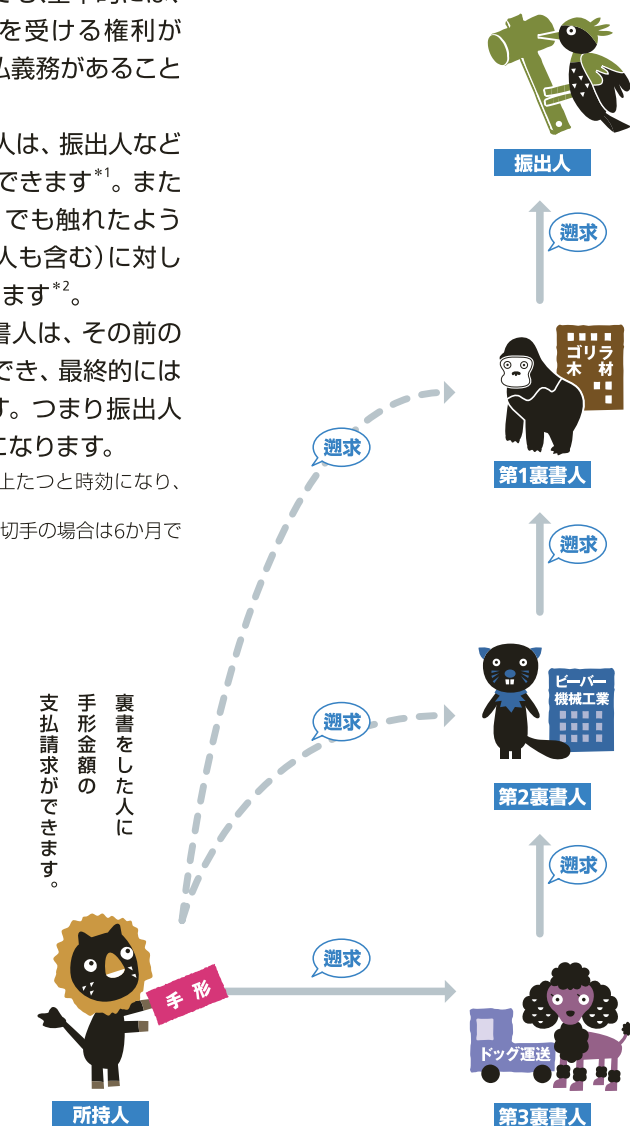 を受ける権利が
払義務があること
人は、振出人など
できます*1。また
でも触れたよう
人も含む)に対し
ます*2。
書人は、その前の
でき、最終的には
す。つまり振出人
になります。
上たつと時効になり、
切手の場合は6か月で
振出人
遡求
ゴリラ
木材
第1裏書人
遡求
遡求
ビーバー
機械工業
第2裏書人
遡求
遡求
裏書をした人に
手形金額の
支払請求ができます。
手形
所持人
遡求
ドッグ運送
第3裏書人